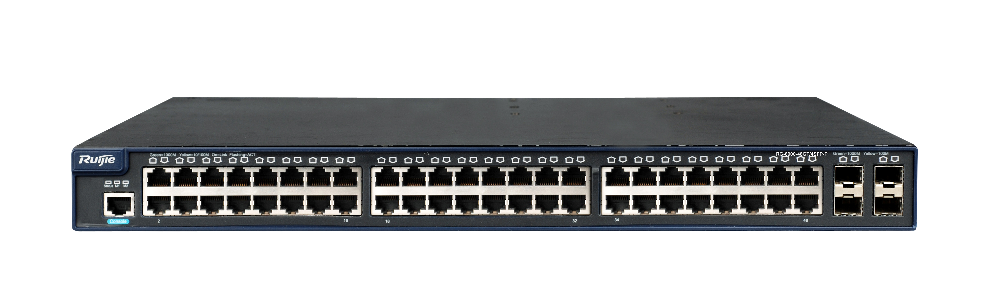 Ruijie
Green=1000M Yellow=10/100M On=Link Flashing=ACT
RG-6000-48GT/4SFP-P
Green=1000M Yellow=100M
Status M1 M2
Console
2 16 18 32 34 48